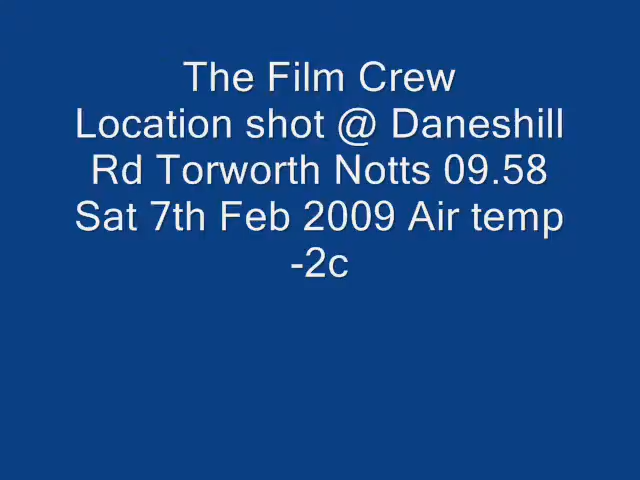 The Film Crew
Location shot @ Daneshill
Rd Torworth Notts 09.58
Sat 7th Feb 2009 Air temp
-2c